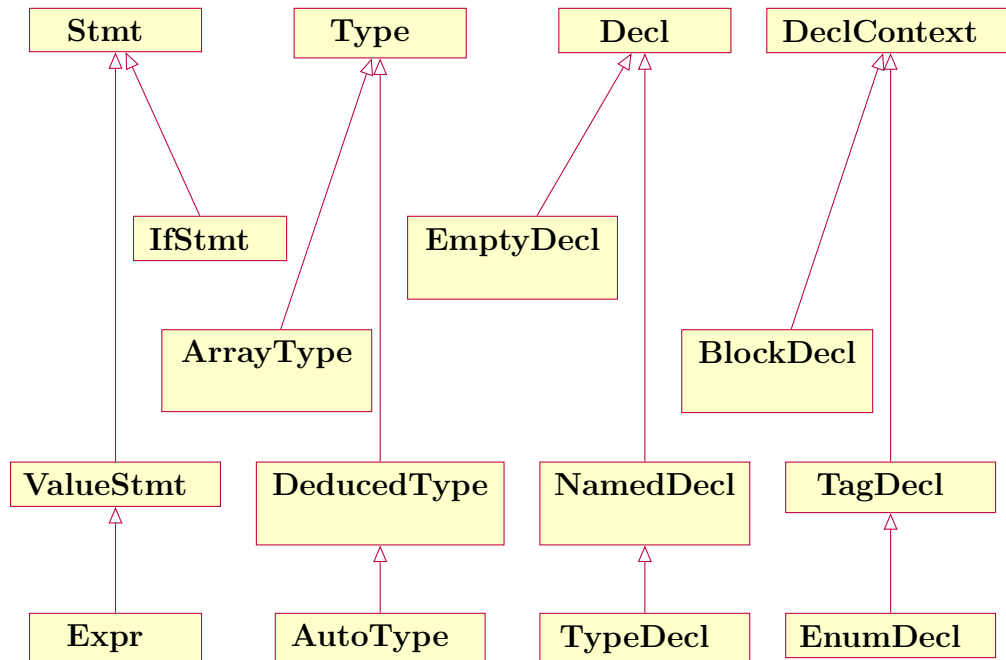 Stmt
Type
Decl
DeclContext
IfStmt
EmptyDecl
ArrayType
BlockDecl
ValueStmt
DeducedType
NamedDecl
TagDecl
Expr
AutoType
TypeDecl
EnumDecl